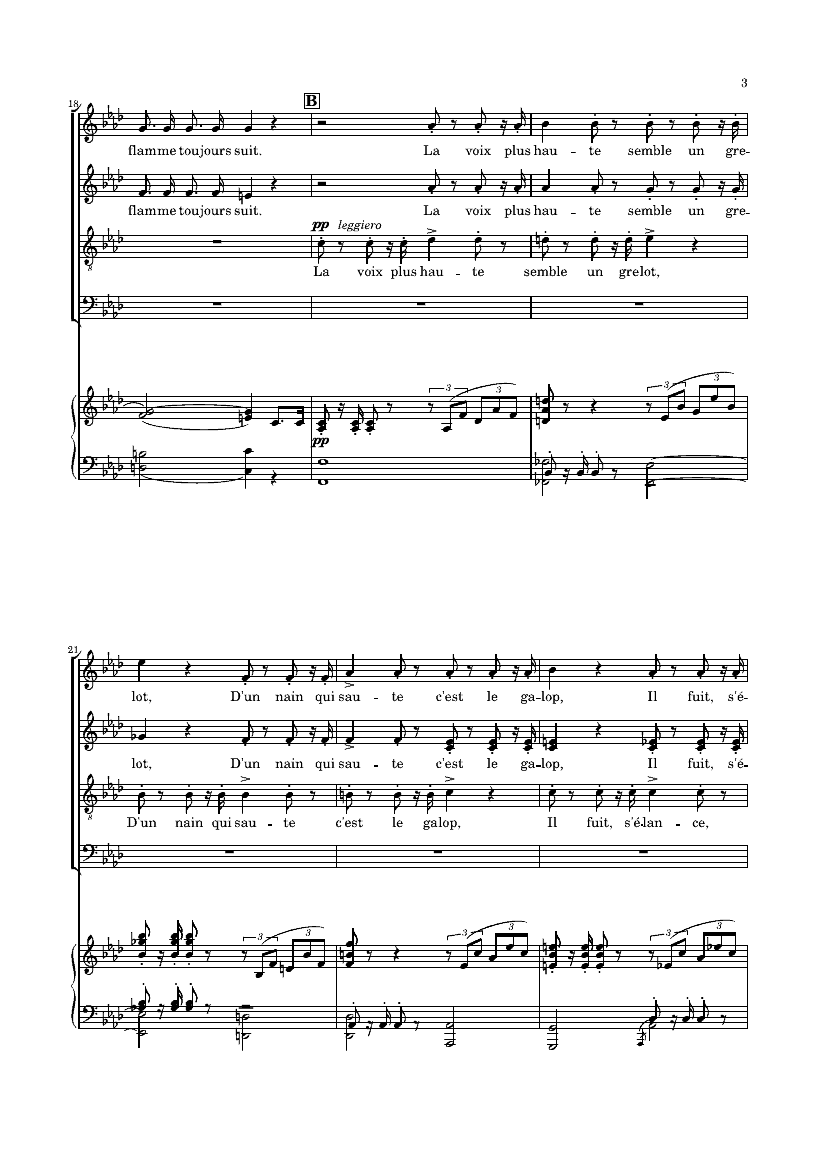 3
18
B
flamme toujours suit. La voix plus hau -- te semble un gre-
flamme toujours suit. La voix plus hau -- te semble un gre-
pp leggiero
La voix plus hau -- te semble un grelot,
3 3 3 3
pp
21
lot, D'un nain qui sau -- te c'est le ga-lop, Il fuit, s'é-
lot, D'un nain qui sau -- te c'est le ga-lop, Il fuit, s'é-
8
D'un nain qui sau -- te c'est le galop, Il fuit, s'élan -- ce,
3 3 3 3 3 3